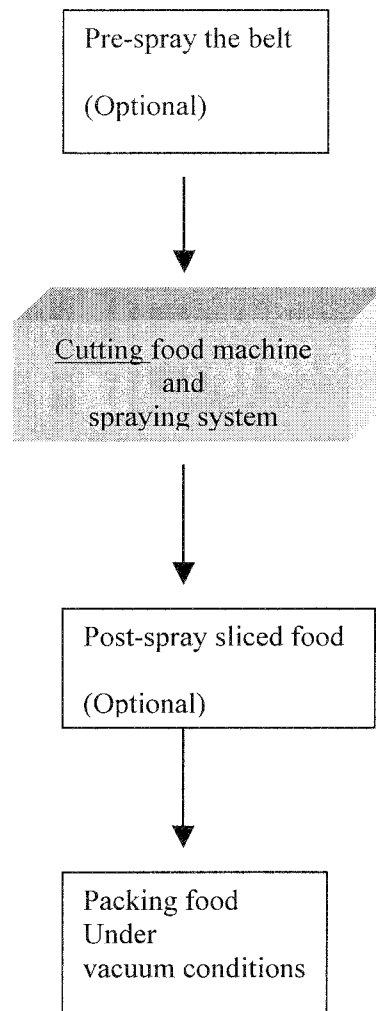 Pre-spray the belt
(Optional)
Cutting food machine
and
spraying system
Post-spray sliced food
(Optional)
Packing food
Under
vacuum conditions